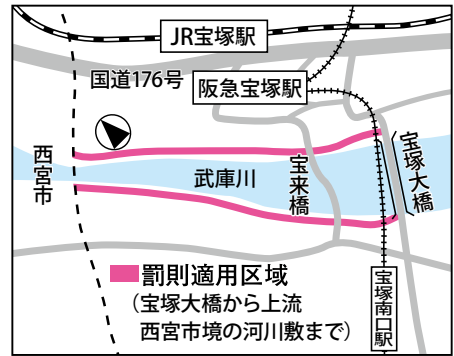 JR宝塚駅
国道176号
阪急宝塚駅
西宮市
武庫川
宝来橋
宝塚大橋
宝塚南口駅
罰則適用区域
（宝塚大橋から上流
西宮市境の河川敷まで）